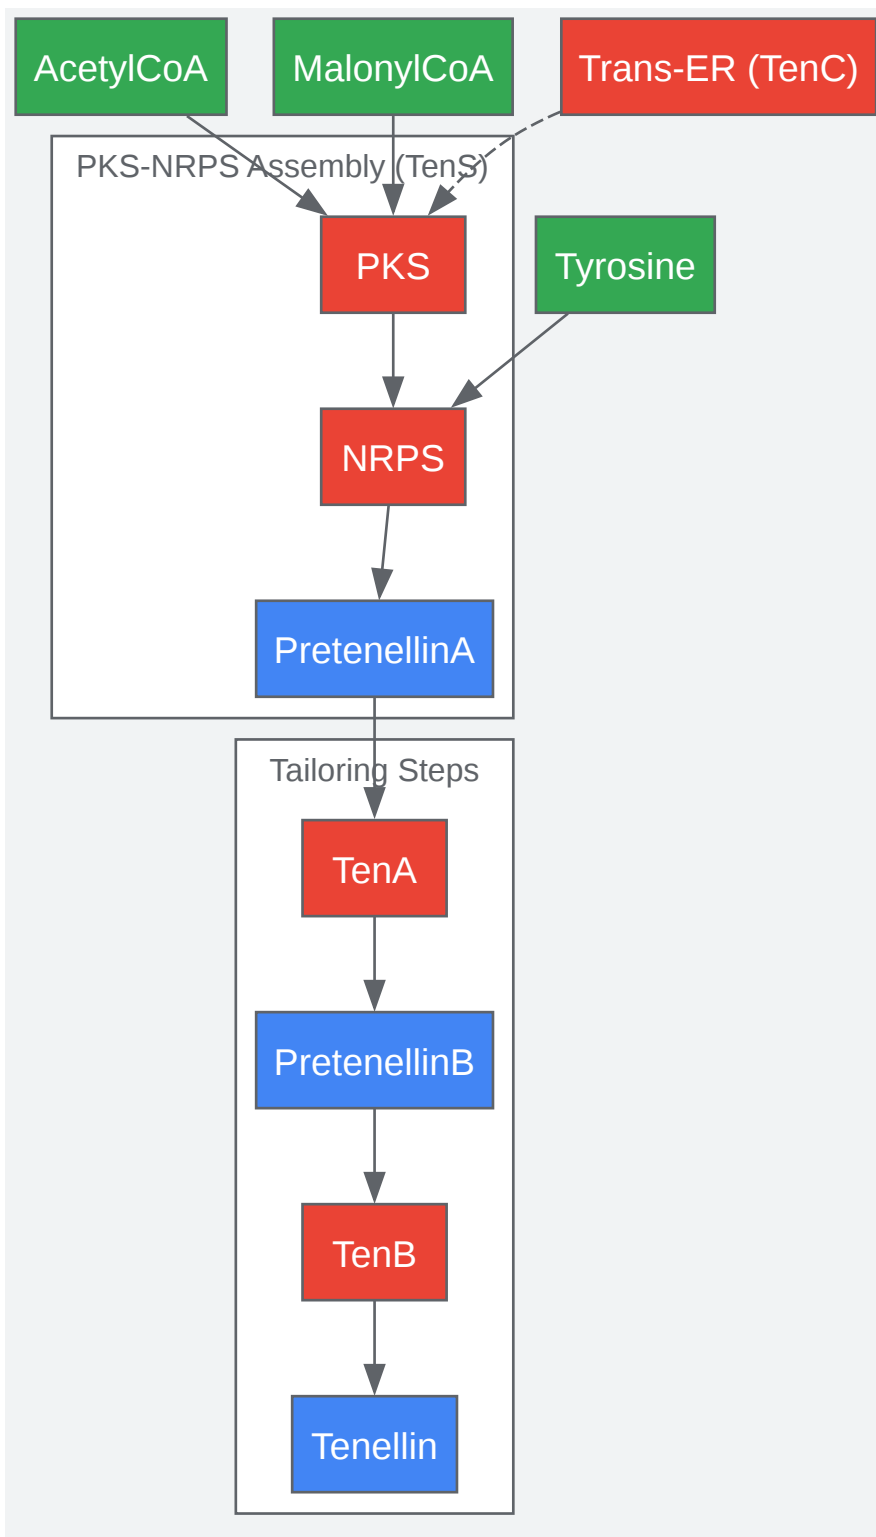 AcetylCoA
MalonylCoA
Trans-ER (TenC)
PKS-NRPS Assembly (TenS)
PKS
Tyrosine
NRPS
PretenellinA
Tailoring Steps
TenA
PretenellinB
TenB
Tenellin